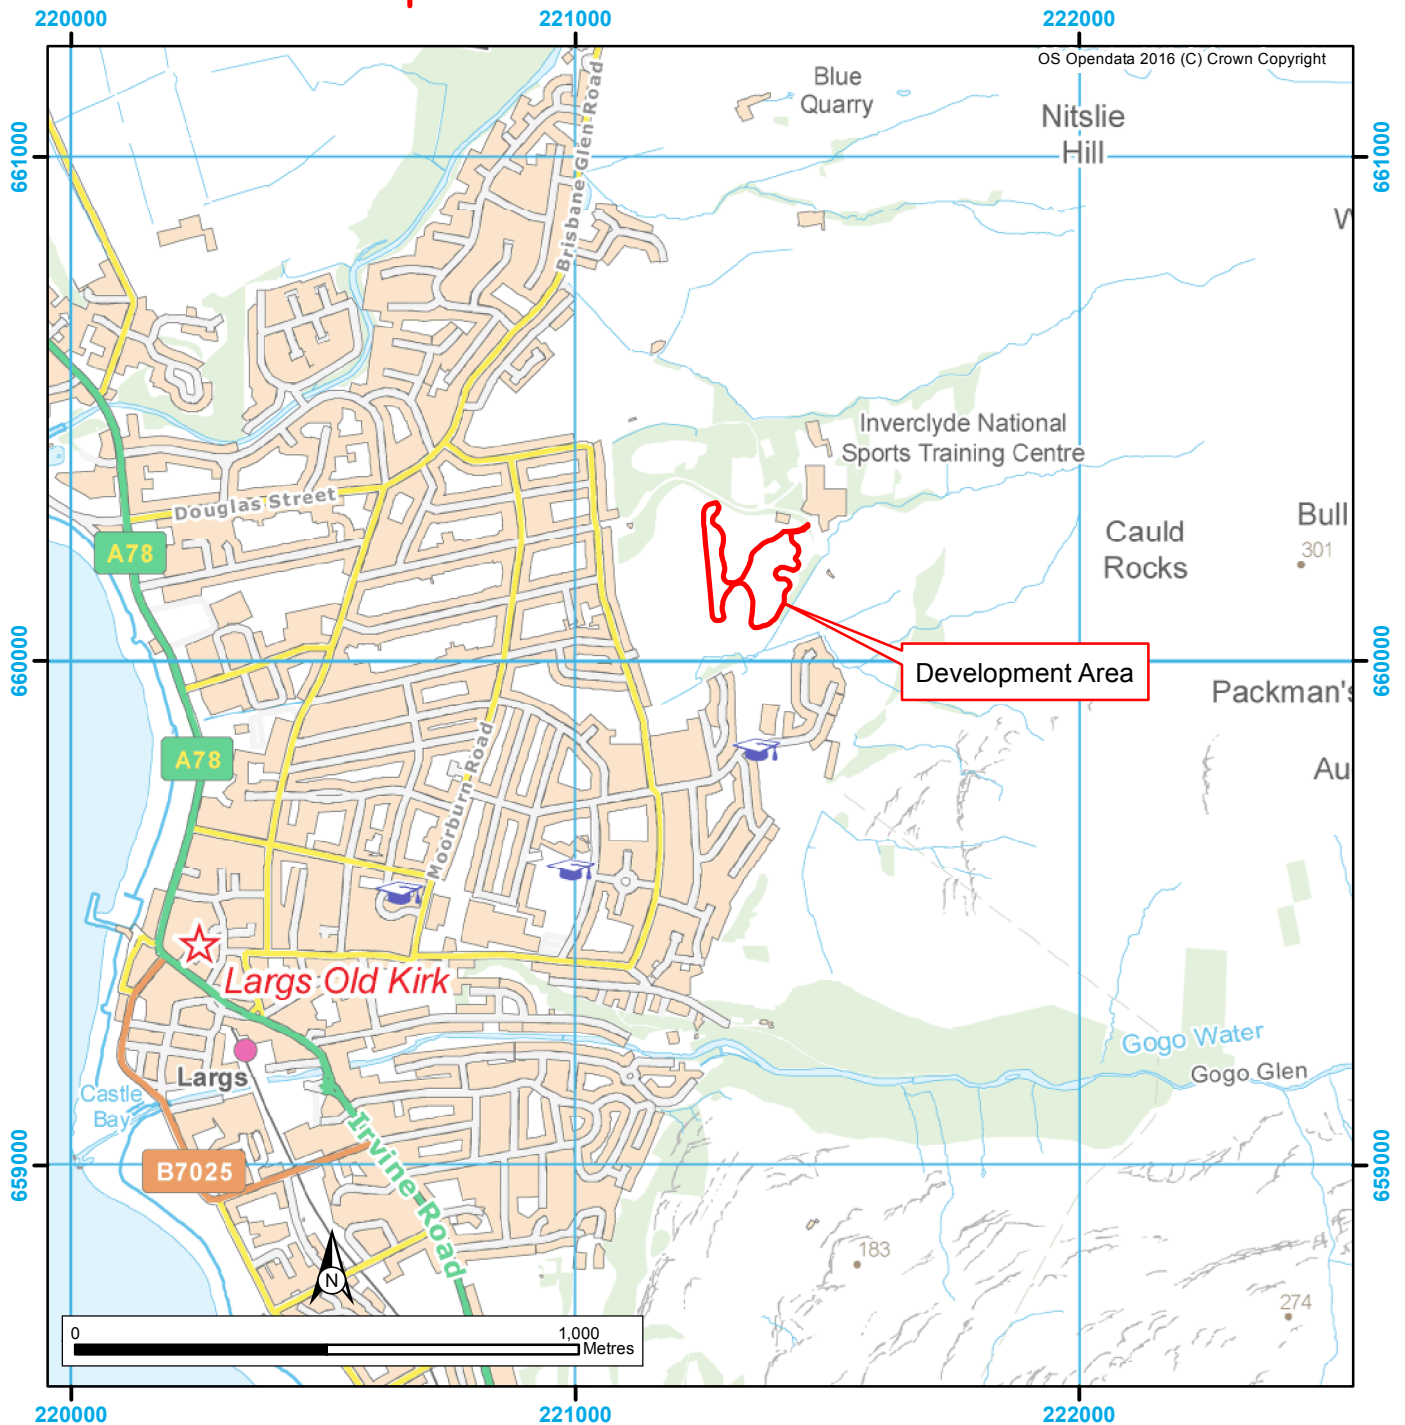 220000
221000
222000
OS Opendata 2016 (C) Crown Copyright
Blue
Quarry
Nitslie
Hill
661000
661000
W
Brisbane Glen Road
Inverclyde National
Sports Training Centre
Douglas Street
A78
Cauld
Rocks
Bull
301
660000
660000
Development Area
Packman's
A78
Moorburn Road
Au
Largs Old Kirk
Gogo Water
Gogo Glen
Largs
Castle
Bay
B7025
Irvine Road
659000
659000
183
N
274
0
1,000
Metres
220000
221000
222000